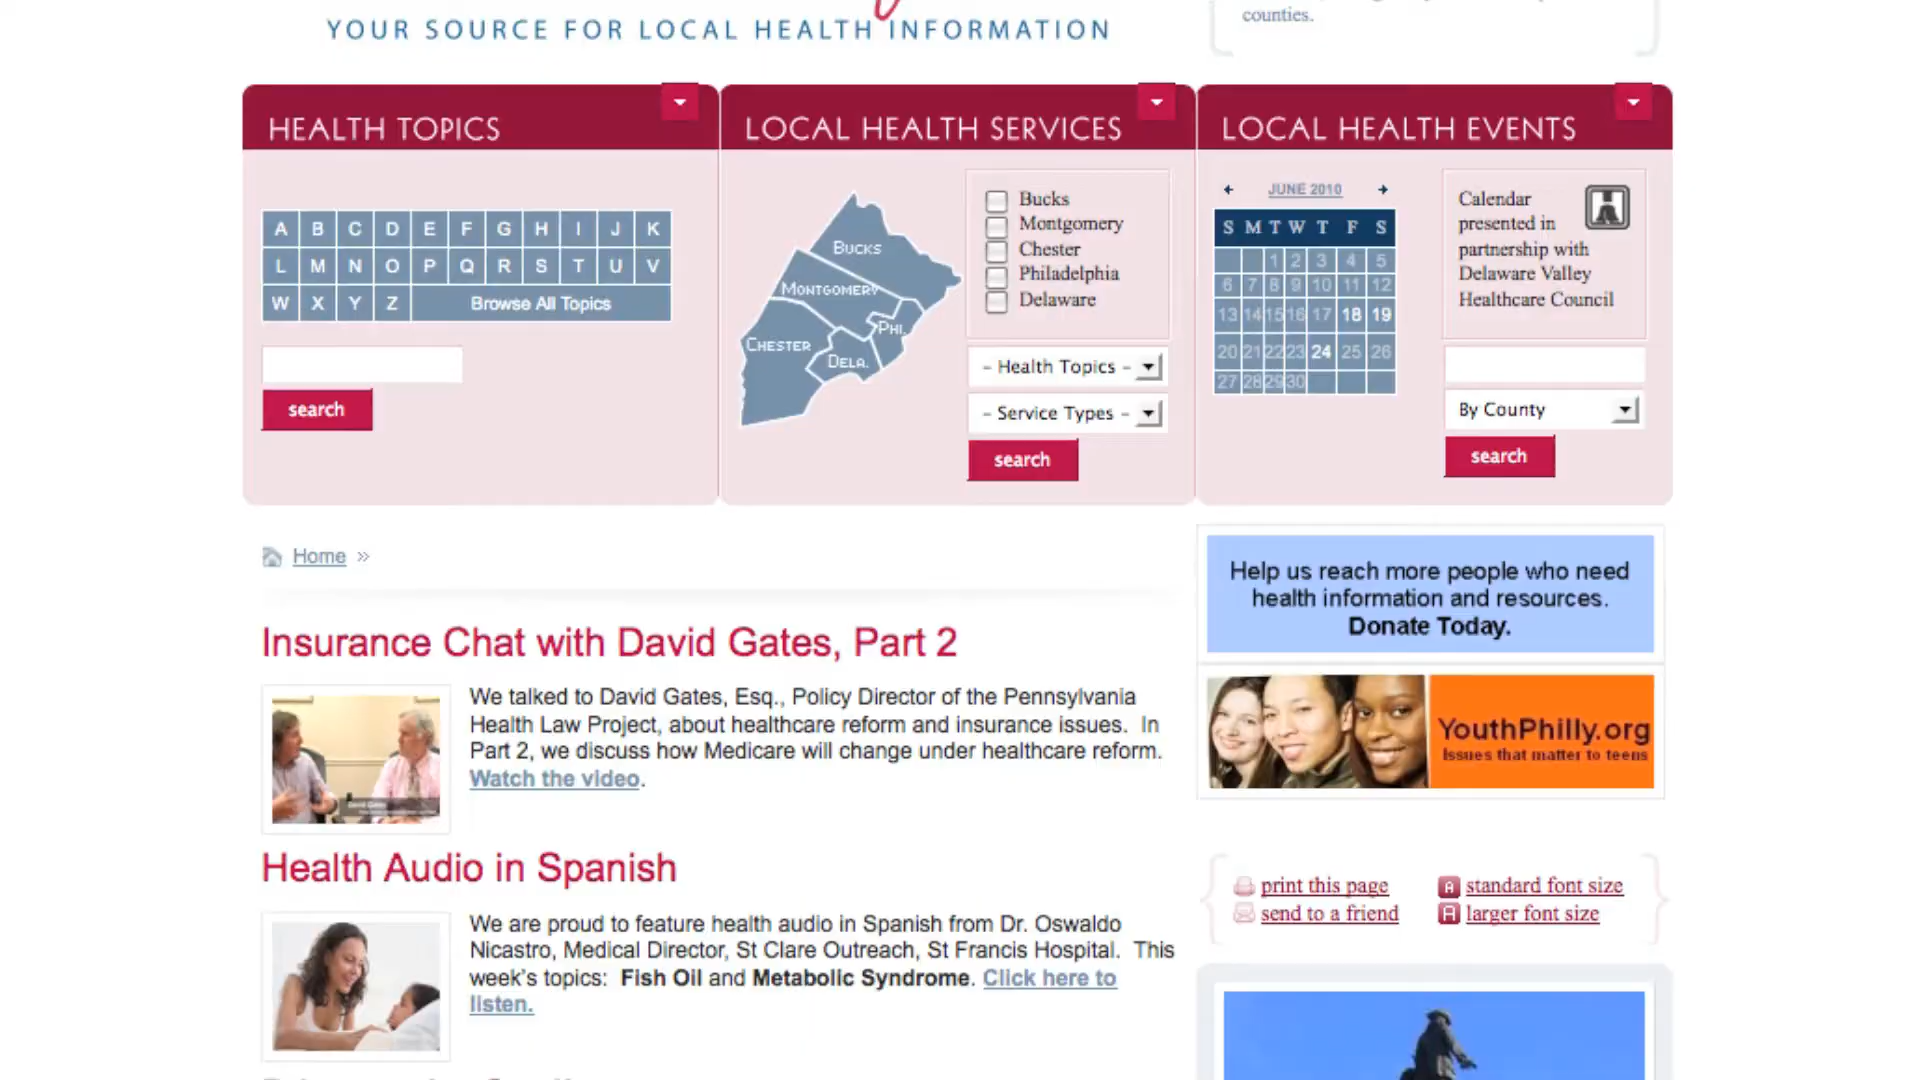 counties.
YOUR SOURCE FOR LOCAL HEALTH INFORMATION
HEALTH TOPICS
A B C D E F G H I J K
L M N O P Q R S T U V
W X Y Z Browse All Topics
search
LOCAL HEALTH SERVICES
BUCKS
MONTGOMERY
PHI.
CHESTER
DELA.
Bucks
Montgomery
Chester
Philadelphia
Delaware
- Health Topics -
- Service Types -
search
LOCAL HEALTH EVENTS
JUNE 2010
S M T W T F S
1 2 3 4 5
6 7 8 9 10 11 12
13 14 15 16 17 18 19
20 21 22 23 24 25 26
27 28 29 30
Calendar
presented in
partnership with
Delaware Valley
Healthcare Council
By County
search
Home »
Insurance Chat with David Gates, Part 2
We talked to David Gates, Esq., Policy Director of the Pennsylvania
Health Law Project, about healthcare reform and insurance issues. In
Part 2, we discuss how Medicare will change under healthcare reform.
Watch the video.
David Gates
Health Audio in Spanish
We are proud to feature health audio in Spanish from Dr. Oswaldo
Nicastro, Medical Director, St Clare Outreach, St Francis Hospital. This
week's topics: Fish Oil and Metabolic Syndrome. Click here to
listen.
Help us reach more people who need
health information and resources.
Donate Today.
YouthPhilly.org
Issues that matter to teens
print this page
send to a friend
A standard font size
A larger font size